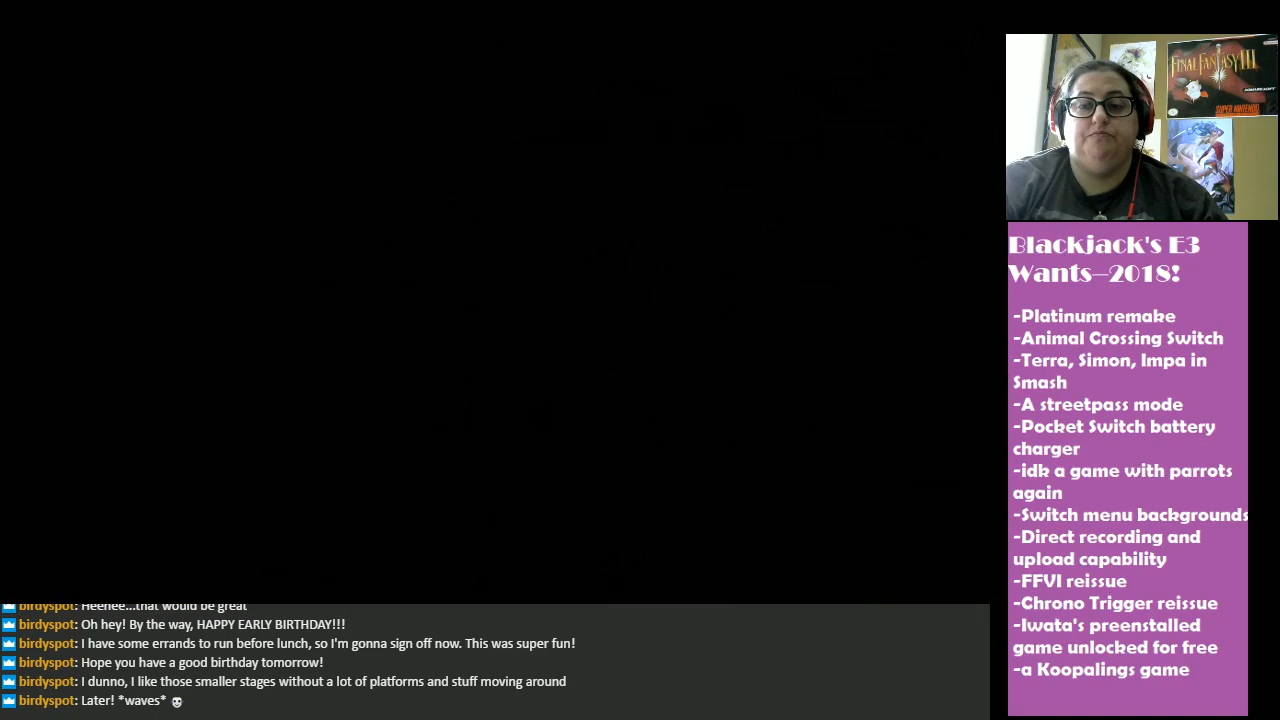 FINAL FANTASY III
SQUARESOFT
SUPER NINTENDO
Blackjack's E3
Wants–2018!
-Platinum remake
-Animal Crossing Switch
-Terra, Simon, Impa in
Smash
-A streetpass mode
-Pocket Switch battery
charger
-idk a game with parrots
again
-Switch menu backgrounds
-Direct recording and
upload capability
-FFVI reissue
-Chrono Trigger reissue
-Iwata's preenstalled
game unlocked for free
-a Koopalings game
birdyspot: Heehee...that would be great
birdyspot: Oh hey! By the way, HAPPY EARLY BIRTHDAY!!!
birdyspot: I have some errands to run before lunch, so I'm gonna sign off now. This was super fun!
birdyspot: Hope you have a good birthday tomorrow!
birdyspot: I dunno, I like those smaller stages without a lot of platforms and stuff moving around
birdyspot: Later! *waves*